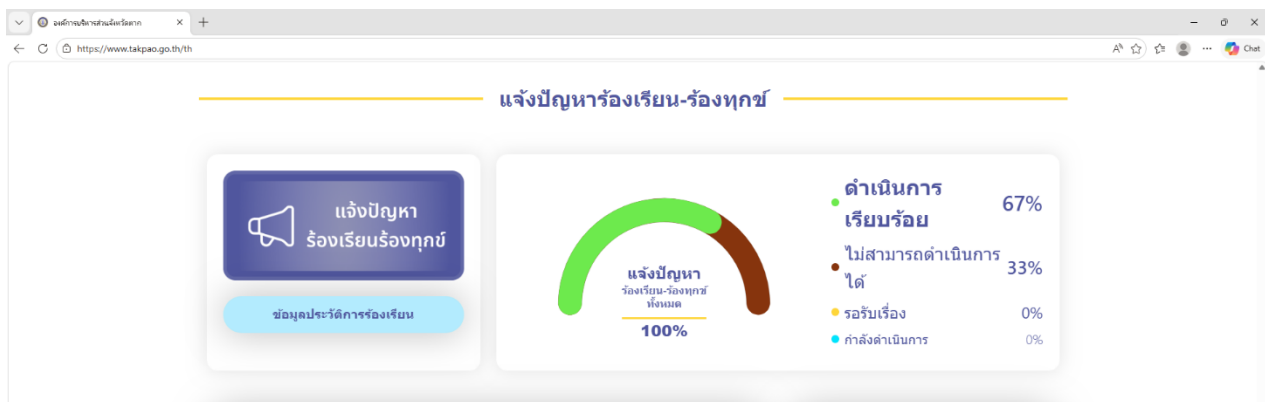 องค์การบริหารส่วนจังหวัดตาก
https://www.takpao.go.th/th
Chat
แจ้งปัญหาร้องเรียน-ร้องทุกข์
แจ้งปัญหา
ร้องเรียนร้องทุกข์
ข้อมูลประวัติการร้องเรียน
แจ้งปัญหา
ร้องเรียน-ร้องทุกข์
ทั้งหมด
100%
ดำเนินการ
เรียบร้อย
67%
ไม่สามารถดำเนินการ
ได้
33%
รอรับเรื่อง
0%
กำลังดำเนินการ
0%